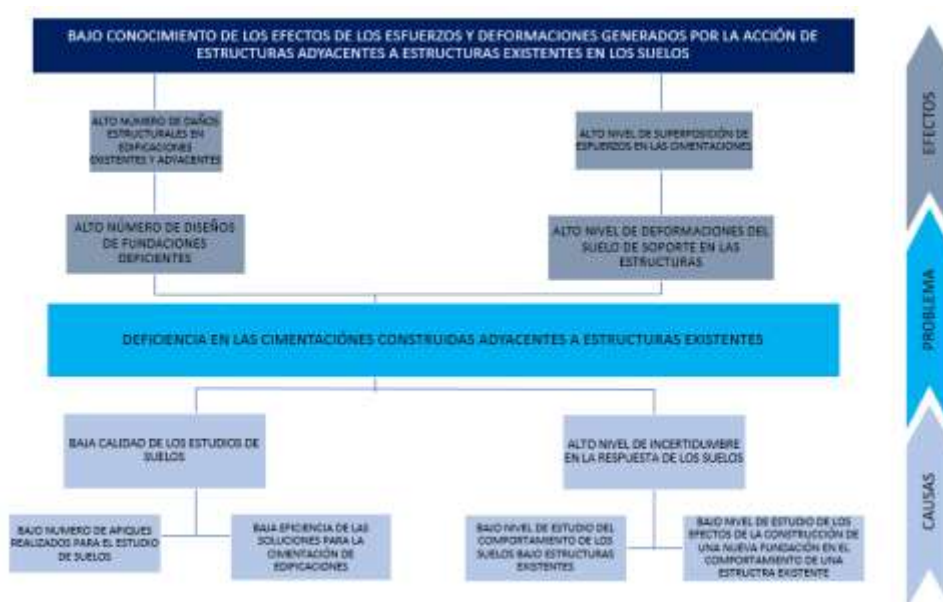 BAJO CONOCIMIENTO DE LOS EFECTOS DE LOS ESFUERZOS Y DEFORMACIONES GENERADOS POR LA ACCIÓN DE
ESTRUCTURAS ADYACENTES A ESTRUCTURAS EXISTENTES EN LOS SUELOS
ALTO NÚMERO DE DAÑOS
ESTRUCTURALES EN
EDIFICACIONES
EXISTENTES Y ADYACENTES
ALTO NIVEL DE SUPERPOSICIÓN DE
ESFUERZOS EN LAS CIMENTACIONES
ALTO NÚMERO DE DISEÑOS
DE FUNDACIONES
DEFICIENTES
ALTO NIVEL DE DEFORMACIONES DEL
SUELO DE SOPORTE EN LAS
ESTRUCTURAS
DEFICIENCIA EN LAS CIMENTACIÓNES CONSTRUIDAS ADYACENTES A ESTRUCTURAS EXISTENTES
BAJA CALIDAD DE LOS ESTUDIOS DE
SUELOS
ALTO NIVEL DE INCERTIDUMBRE
EN LA RESPUESTA DE LOS SUELOS
BAJO NUMERO DE APIQUES
REALIZADOS PARA EL ESTUDIO
DE SUELOS
BAJA EFICIENCIA DE LAS
SOLUCIONES PARA LA
CIMENTACIÓN DE
EDIFICACIONES
BAJO NIVEL DE ESTUDIO DEL
COMPORTAMIENTO DE LOS
SUELOS BAJO ESTRUCTURAS
EXISTENTES
BAJO NIVEL DE ESTUDIO DE LOS
EFECTOS DE LA CONSTRUCCIÓN DE
UNA NUEVA FUNDACIÓN EN EL
COMPORTAMIENTO DE UNA
ESTRUCTRA EXISTENTE
EFECTOS
PROBLEMA
CAUSAS